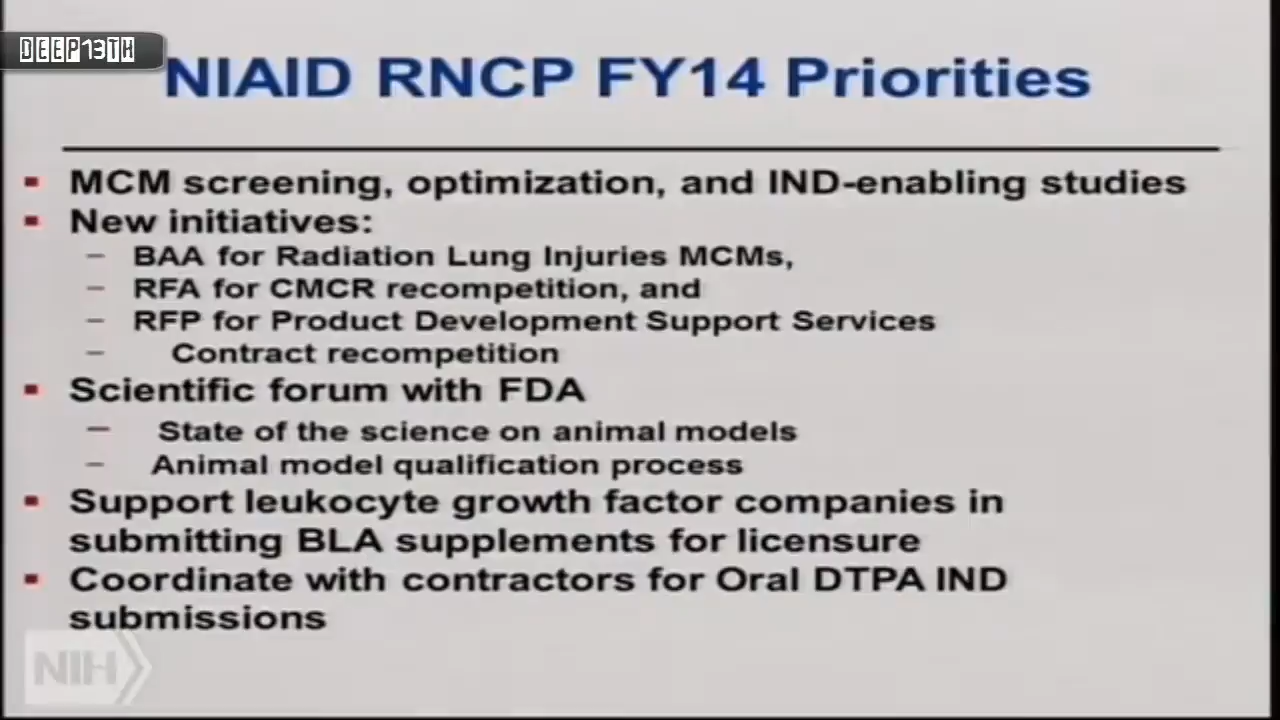 DEEP13TH
NIAID RNCP FY14 Priorities
▪ MCM screening, optimization, and IND-enabling studies
▪ New initiatives:
– BAA for Radiation Lung Injuries MCMs,
– RFA for CMCR recompetition, and
– RFP for Product Development Support Services
– Contract recompetition
▪ Scientific forum with FDA
– State of the science on animal models
– Animal model qualification process
▪ Support leukocyte growth factor companies in
submitting BLA supplements for licensure
▪ Coordinate with contractors for Oral DTPA IND
submissions
NIH